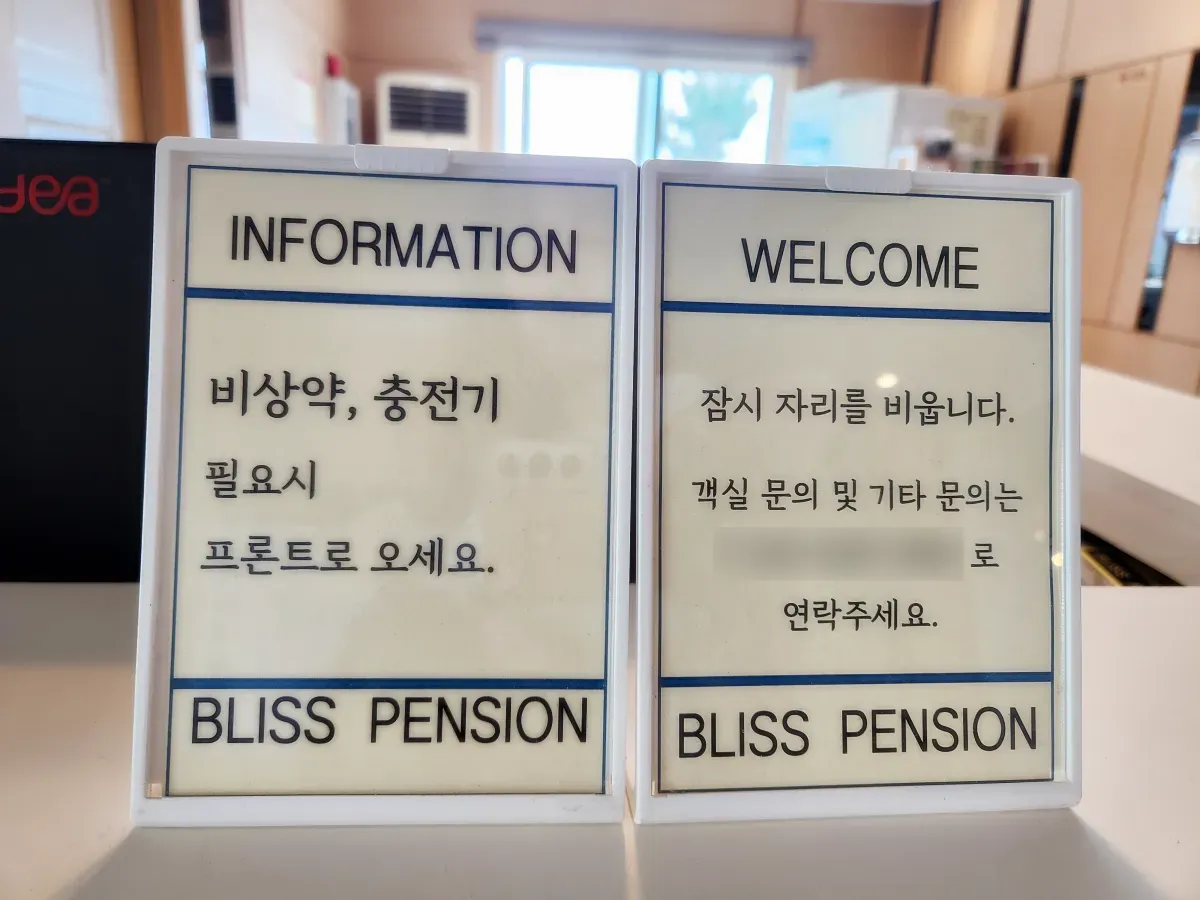 dea
INFORMATION
비상약, 충전기
필요시
프론트로 오세요.
BLISS PENSION
WELCOME
잠시 자리를 비웁니다.
객실 문의 및 기타 문의는
로
연락주세요.
BLISS PENSION